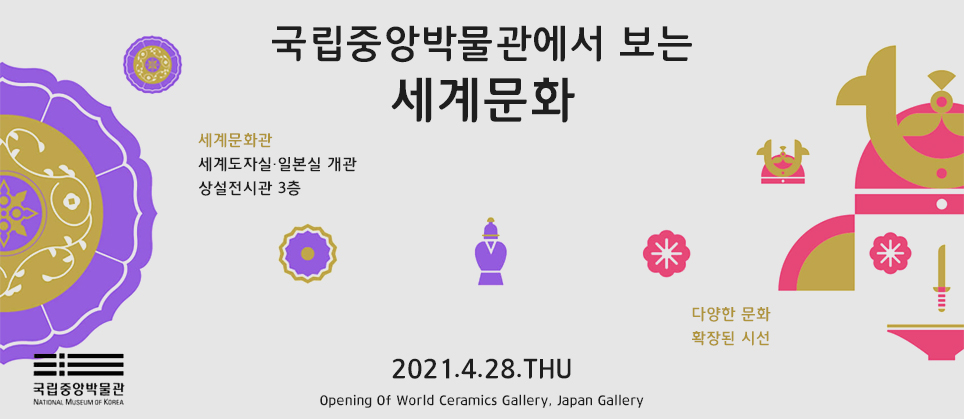 국립중앙박물관에서 보는
세계문화
세계문화관
세계도자실·일본실 개관
상설전시관 3층
다양한 문화
확장된 시선
국립중앙박물관
NATIONAL MUSEUM OF KOREA
2021.4.28.THU
Opening Of World Ceramics Gallery, Japan Gallery